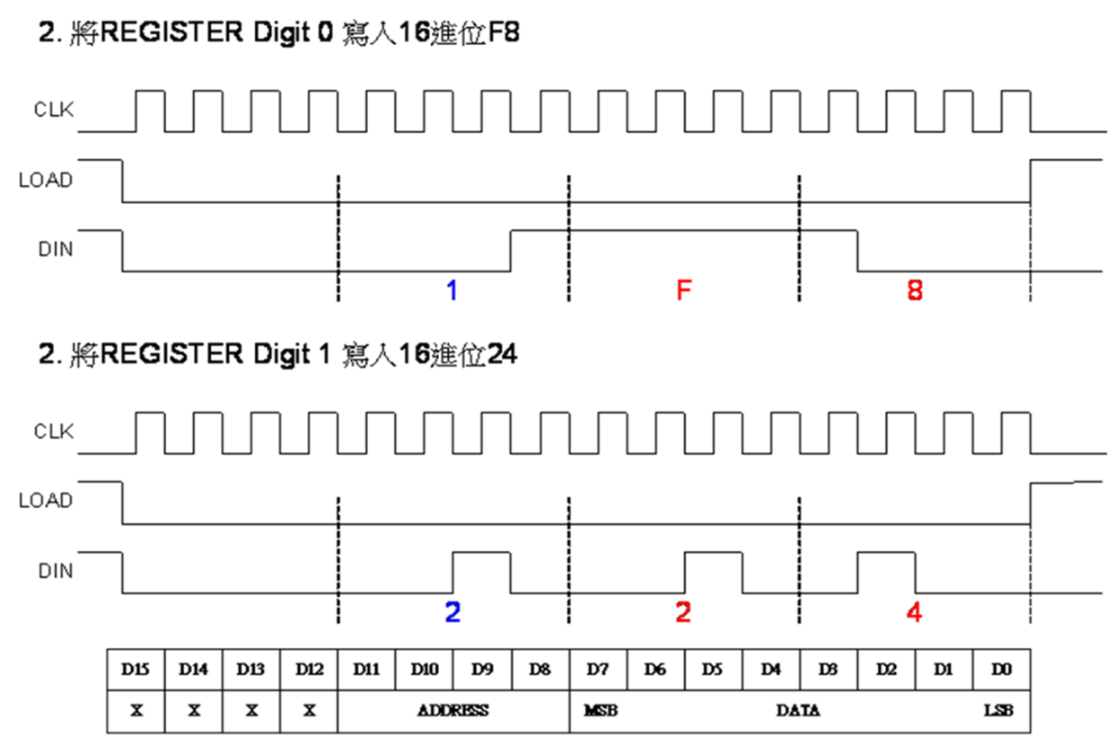 2. 將REGISTER Digit 0 寫入16進位F8
CLK
LOAD
DIN
1 F 8
2. 將REGISTER Digit 1 寫入16進位24
CLK
LOAD
DIN
2 2 4
D15 D14 D13 D12 D11 D10 D9 D8 D7 D6 D5 D4 D3 D2 D1 D0
X X X X ADDRESS MSB DATA LSB